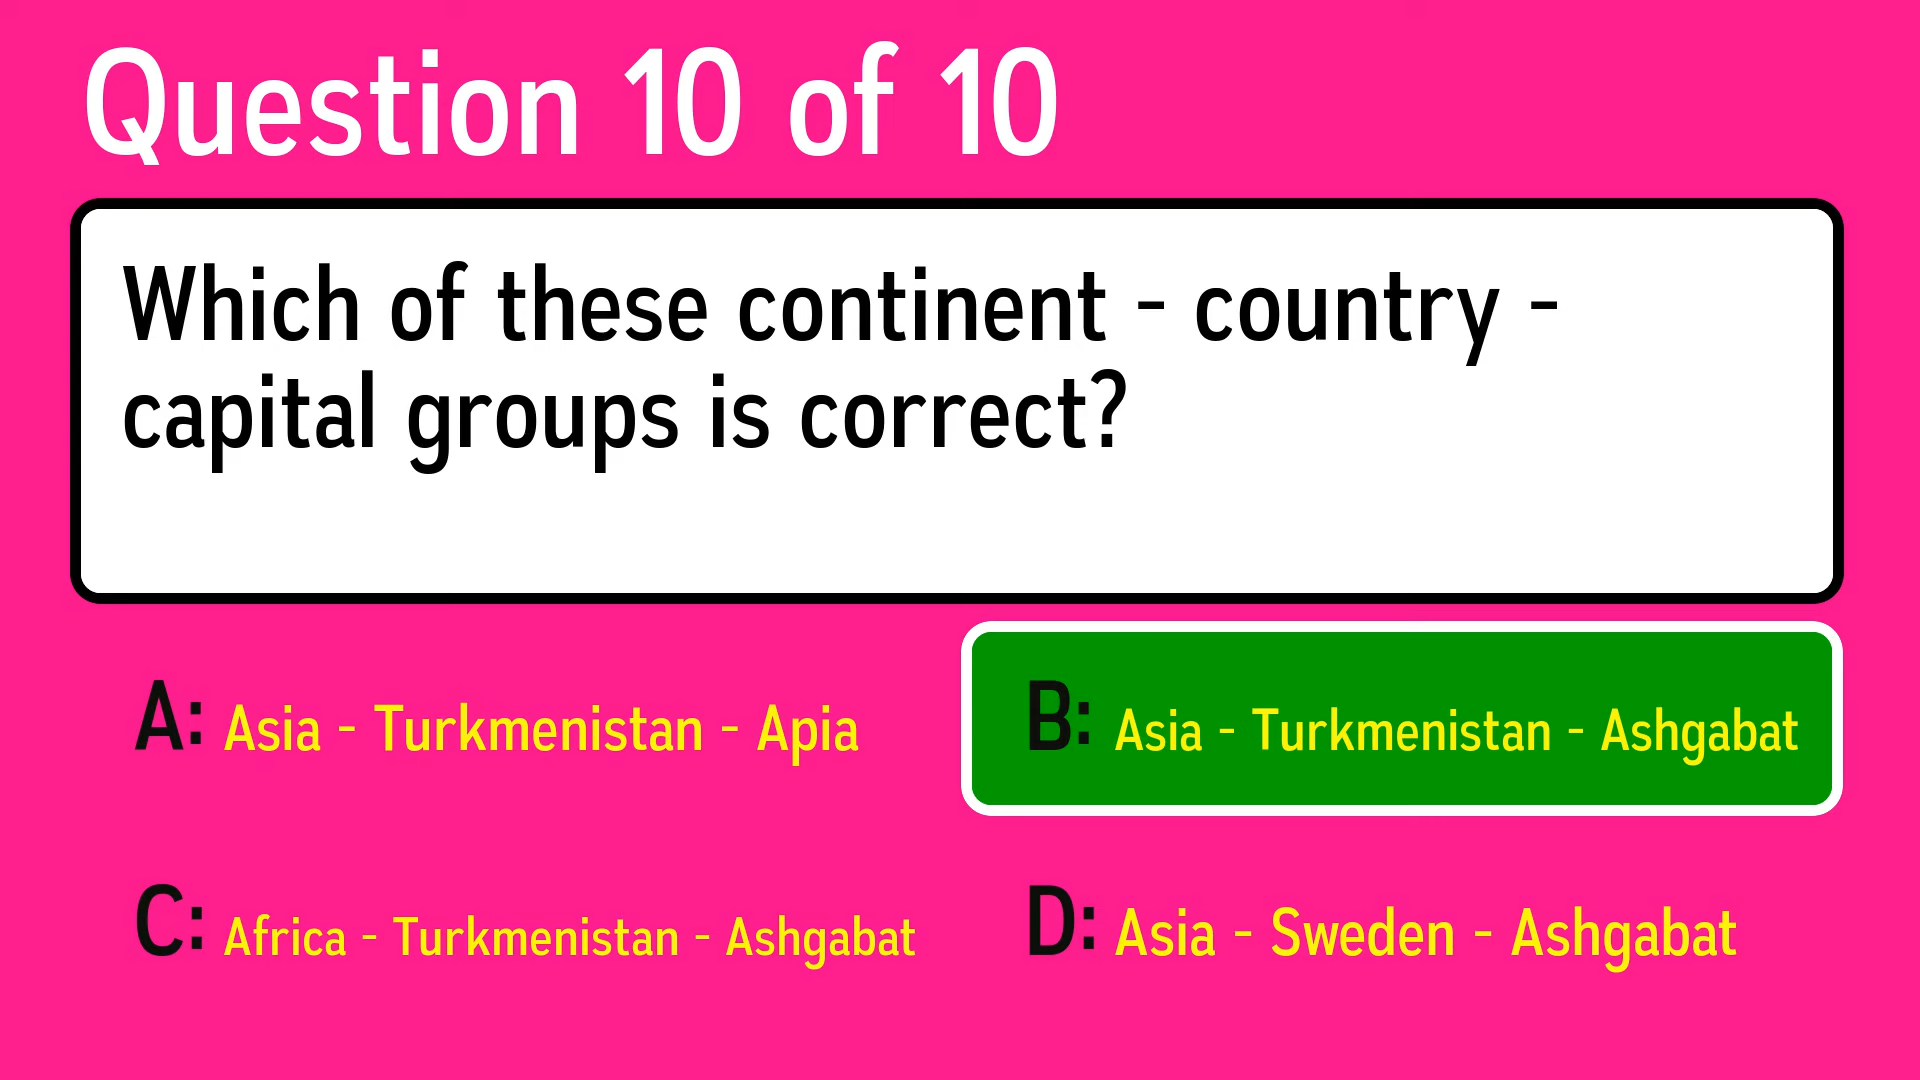 Question 10 of 10
Which of these continent - country -
capital groups is correct?
A: Asia - Turkmenistan - Apia
B: Asia - Turkmenistan - Ashgabat
C: Africa - Turkmenistan - Ashgabat
D: Asia - Sweden - Ashgabat